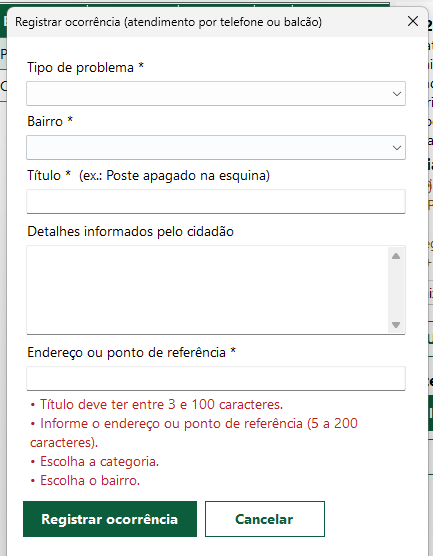 Registrar ocorrência (atendimento por telefone ou balcão)
Tipo de problema *
Bairro *
Título * (ex.: Poste apagado na esquina)
Detalhes informados pelo cidadão
Endereço ou ponto de referência *
• Título deve ter entre 3 e 100 caracteres.
• Informe o endereço ou ponto de referência (5 a 200
caracteres).
• Escolha a categoria.
• Escolha o bairro.
Registrar ocorrência
Cancelar